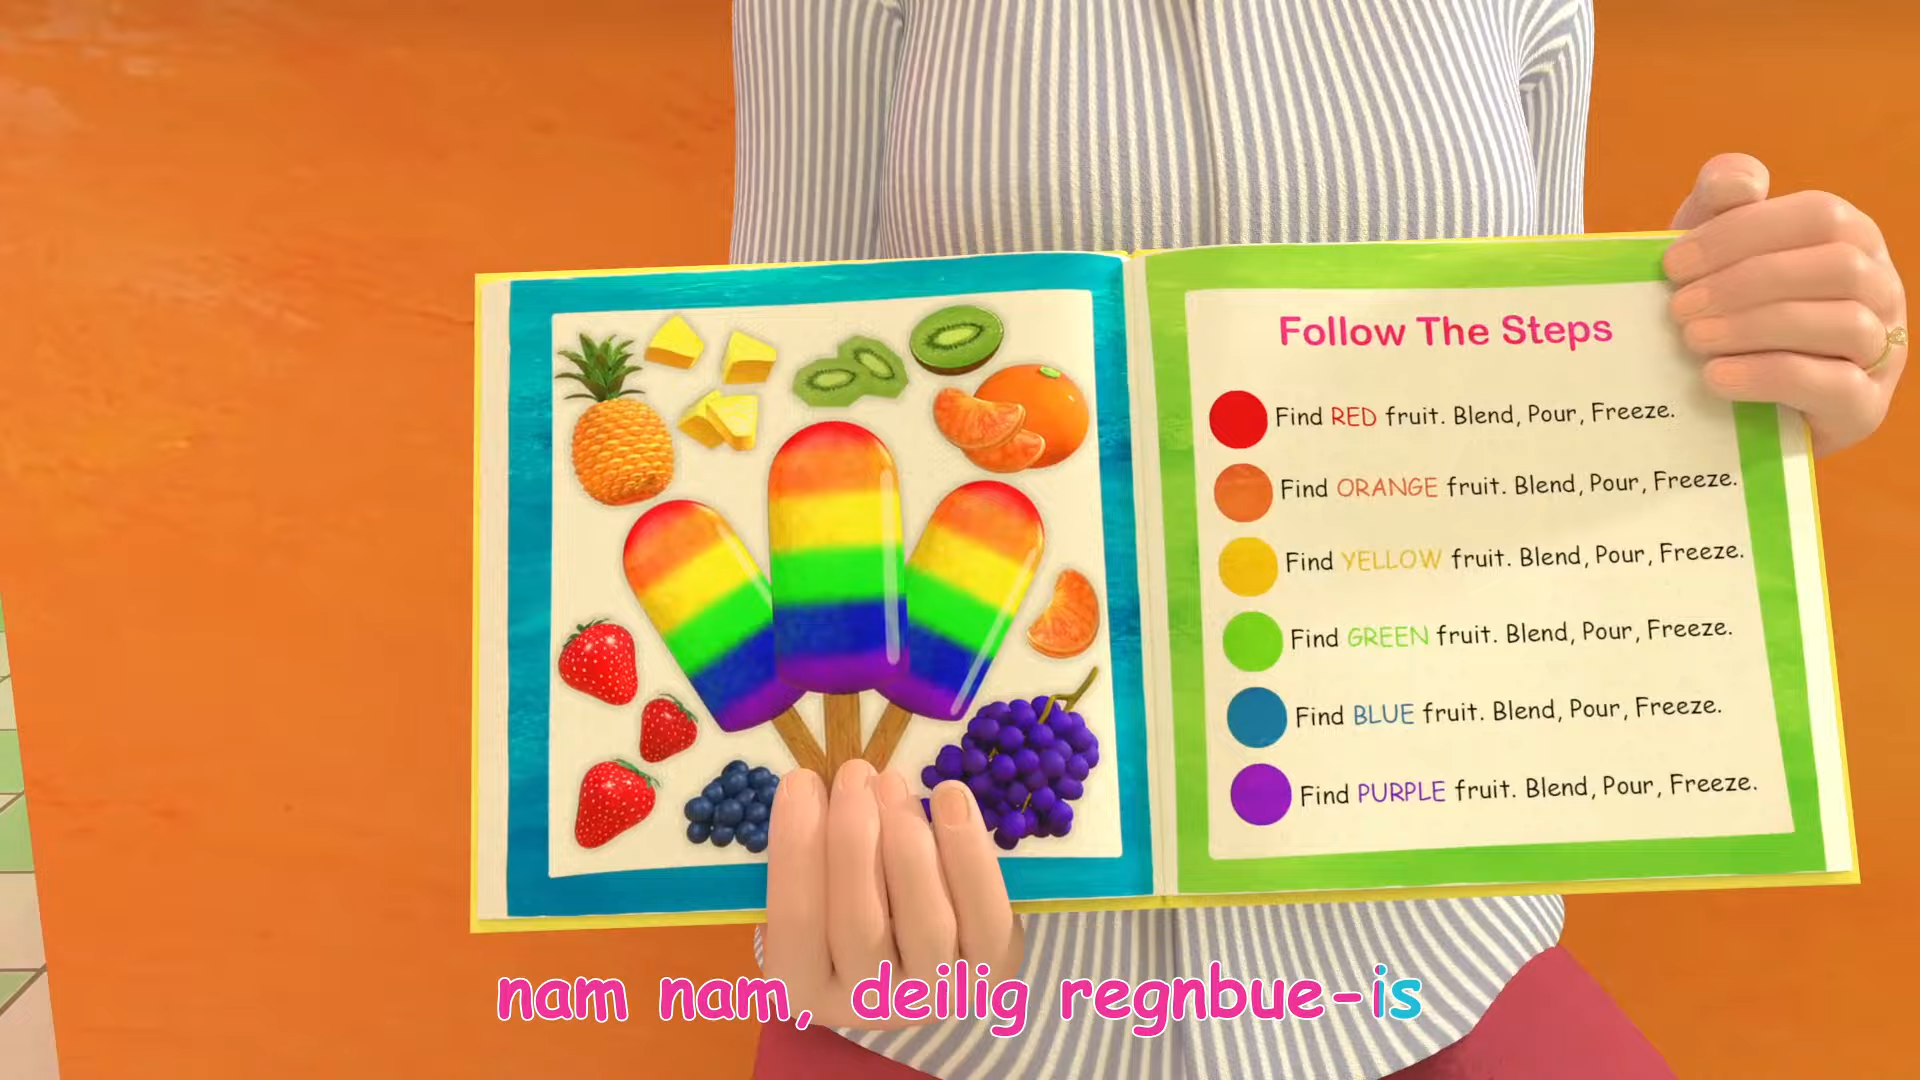 Follow The Steps
Find RED fruit. Blend, Pour, Freeze.
Find ORANGE fruit. Blend, Pour, Freeze.
Find YELLOW fruit. Blend, Pour, Freeze.
Find GREEN fruit. Blend, Pour, Freeze.
Find BLUE fruit. Blend, Pour, Freeze.
Find PURPLE fruit. Blend, Pour, Freeze.
nam nam, deilig regnbue-is